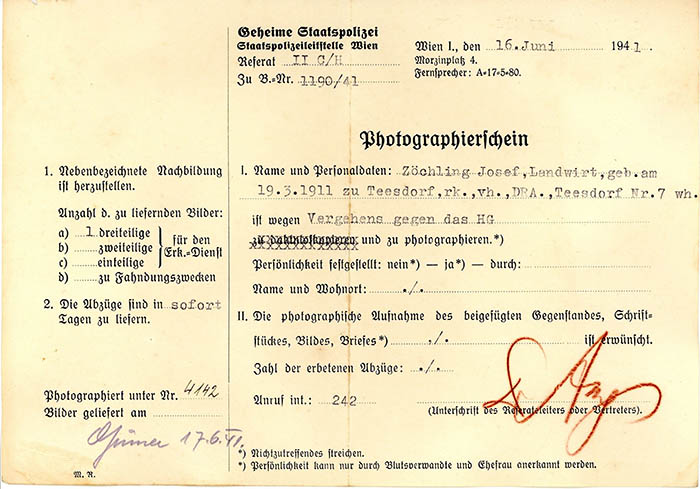 Geheime Staatspolizei
Staatspolizeileitstelle Wien
Referat II C/H
Zu B.=Nr. 1190/41
Wien I., den 16. Juni 1941.
Morzinplatz 4.
Fernsprecher: A=17=5=80.
Photographierschein
1. Nebenbezeichnete Nachbildung
ist herzustellen.
Anzahl d. zu liefernden Bilder:
a) 1 dreiteilige
b) zweiteilige
c) einteilige
für den
Erk.=Dienst
d) zu Fahndungszwecken
2. Die Abzüge sind in sofort
Tagen zu liefern.
Photographiert unter Nr. 4142
Bilder geliefert am
17.6.41.
M. R.
I. Name und Personaldaten: Zöchling Josef,Landwirt,geb.am
19.3.1911 zu Teesdorf,rk.,vh.,DRA.,Teesdorf Nr.7 wh.
ist wegen Vergehens gegen das HG
und zu photographieren.*)
Persönlichkeit festgestellt: nein*) — ja*) — durch:
Name und Wohnort: ./.
II. Die photographische Aufnahme des beigefügten Gegenstandes, Schrift-
stückes, Bildes, Briefes*) ./. ist erwünscht.
Zahl der erbetenen Abzüge: ./.
Anruf int.: 242
(Unterschrift des Referatsleiters oder Vertreters).
*) Nichtzutreffendes streichen.
*) Persönlichkeit kann nur durch Blutsverwandte und Ehefrau anerkannt werden.